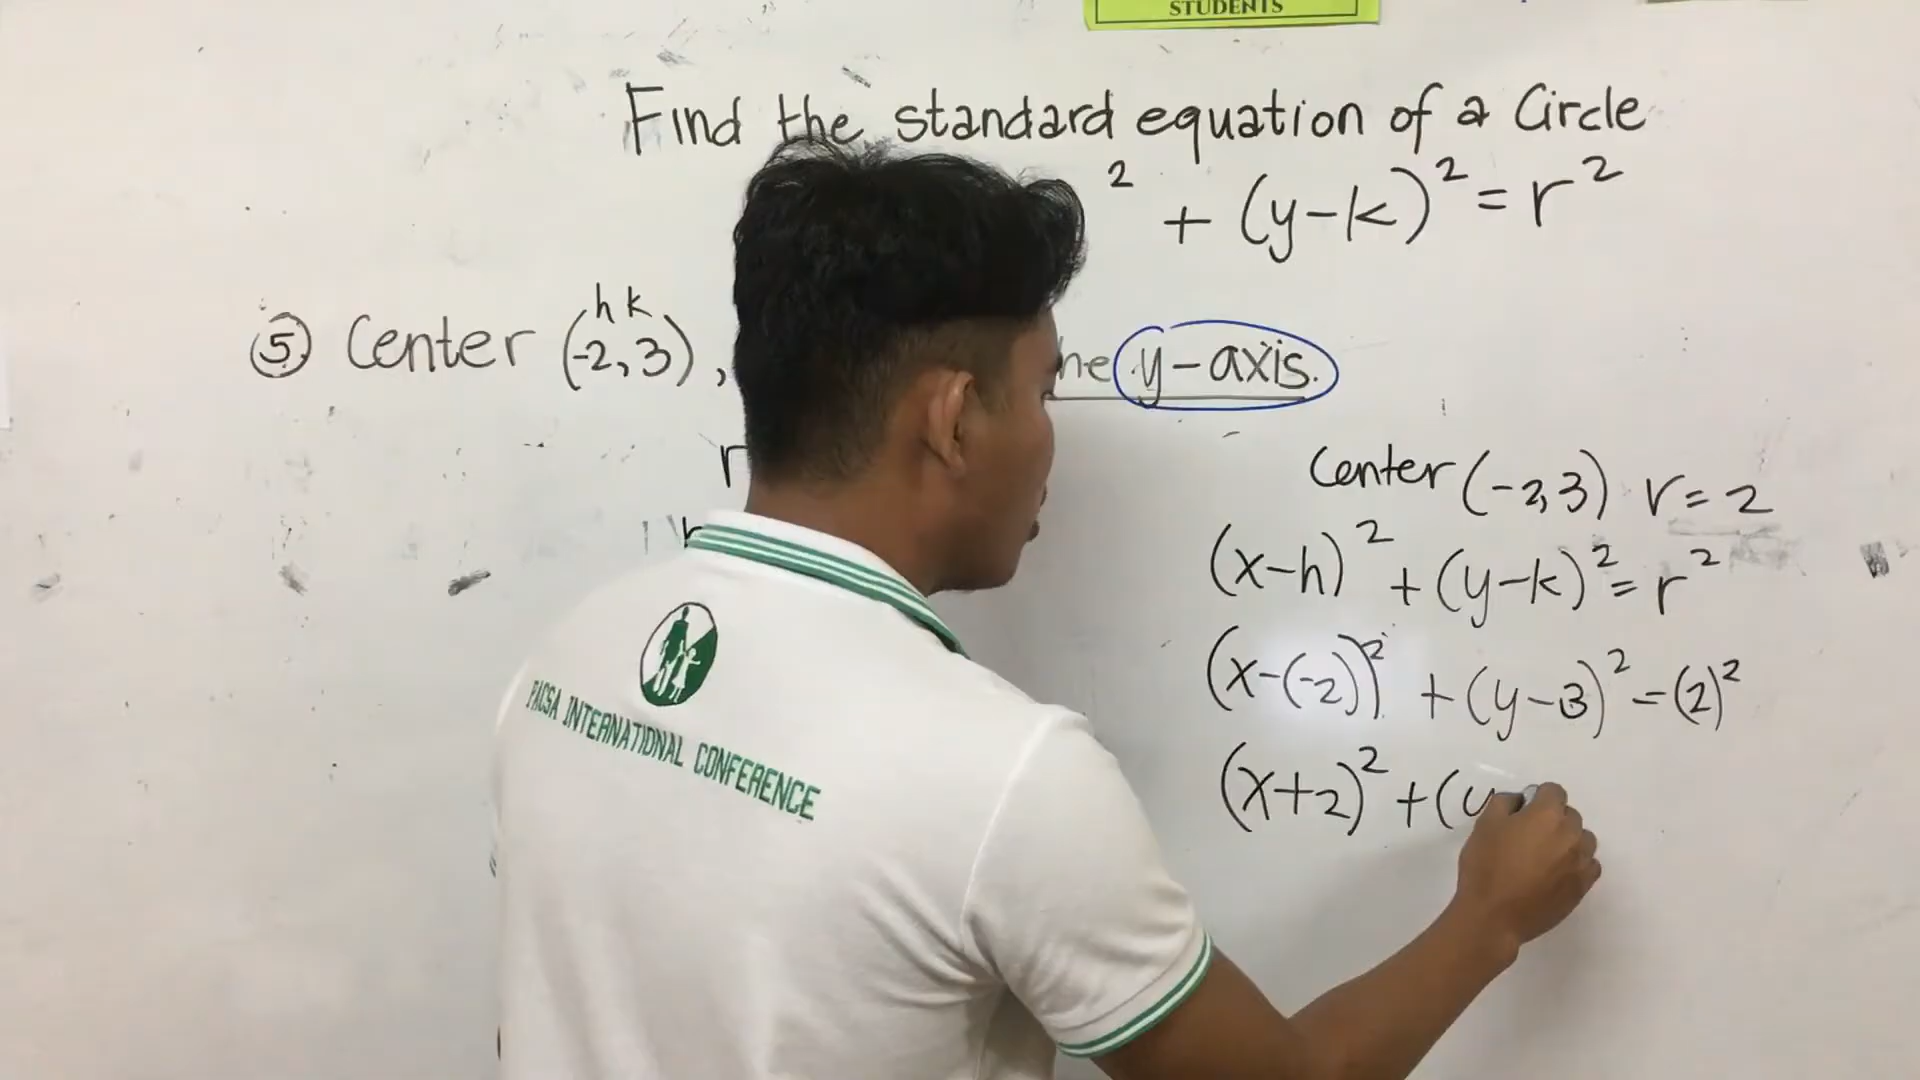 STUDENTS
Find the standard equation of a Circle
² + (y-k)² = r²
h k
⑤ Center (-2, 3), the y-axis.
r
Center (-2,3) r = 2
(x-h)² + (y-k)² = r²
(x-(-2))² + (y-3)² = (2)²
(x+2)² + (y-
PACSA INTERNATIONAL CONFERENCE